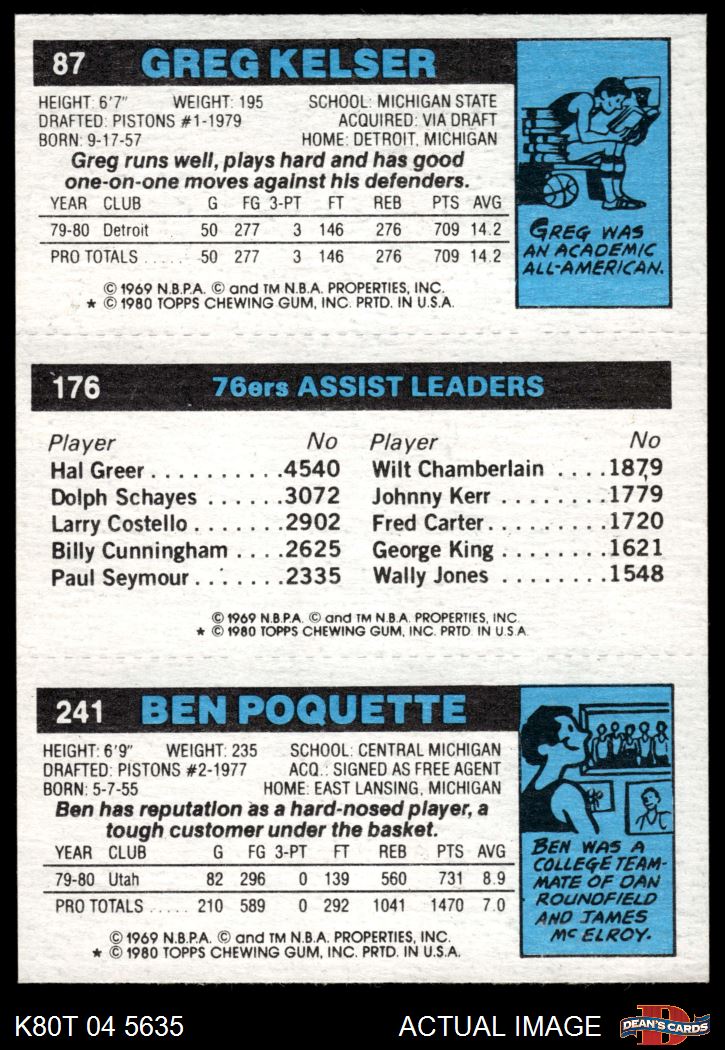 87 GREG KELSER
HEIGHT: 6'7" WEIGHT: 195 SCHOOL: MICHIGAN STATE
DRAFTED: PISTONS #1-1979 ACQUIRED: VIA DRAFT
BORN: 9-17-57 HOME: DETROIT, MICHIGAN
Greg runs well, plays hard and has good
one-on-one moves against his defenders.
YEAR CLUB G FG 3-PT FT REB PTS AVG
79-80 Detroit 50 277 3 146 276 709 14.2
PRO TOTALS ..... 50 277 3 146 276 709 14.2
© 1969 N.B.P.A. © and TM N.B.A. PROPERTIES, INC.
* © 1980 TOPPS CHEWING GUM, INC. PRTD. IN U.S.A.
GREG WAS
AN ACADEMIC
ALL-AMERICAN.
176 76ers ASSIST LEADERS
Player No Player No
Hal Greer . . . . . . . . . .4540 Wilt Chamberlain . . . .1879
Dolph Schayes . . . . . . .3072 Johnny Kerr . . . . . . . .1779
Larry Costello . . . . . . .2902 Fred Carter. . . . . . . . .1720
Billy Cunningham . . . .2625 George King . . . . . . . .1621
Paul Seymour . . . . . . .2335 Wally Jones . . . . . . . .1548
© 1969 N.B.P.A. © and TM N.B.A. PROPERTIES, INC.
* © 1980 TOPPS CHEWING GUM, INC. PRTD. IN U.S.A.
241 BEN POQUETTE
HEIGHT: 6'9" WEIGHT: 235 SCHOOL: CENTRAL MICHIGAN
DRAFTED: PISTONS #2-1977 ACQ.: SIGNED AS FREE AGENT
BORN: 5-7-55 HOME: EAST LANSING, MICHIGAN
Ben has reputation as a hard-nosed player, a
tough customer under the basket.
YEAR CLUB G FG 3-PT FT REB PTS AVG
79-80 Utah 82 296 0 139 560 731 8.9
PRO TOTALS ..... 210 589 0 292 1041 1470 7.0
© 1969 N.B.P.A. © and TM N.B.A. PROPERTIES, INC.
* © 1980 TOPPS CHEWING GUM, INC. PRTD. IN U.S.A.
BEN WAS A
COLLEGE TEAM-
MATE OF DAN
ROUNDFIELD
AND JAMES
McELROY.
K80T 04 5635 ACTUAL IMAGE D DEAN'S CARDS